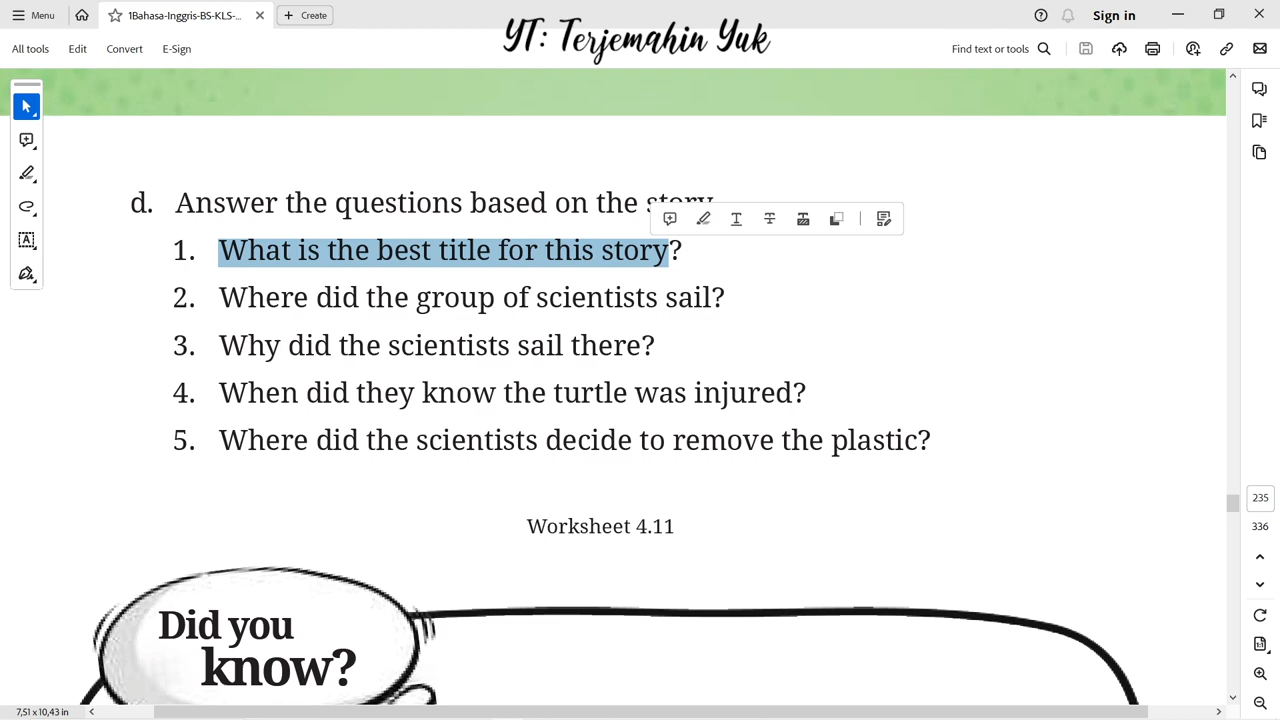 Menu
1Bahasa-Inggris-BS-KLS-...
Create
Sign in
YT: Terjemahin Yuk
All tools
Edit
Convert
E-Sign
Find text or tools
d. Answer the questions based on the story.
1. What is the best title for this story?
2. Where did the group of scientists sail?
3. Why did the scientists sail there?
4. When did they know the turtle was injured?
5. Where did the scientists decide to remove the plastic?
235
336
Worksheet 4.11
Did you
know?
7,51 x 10,43 in